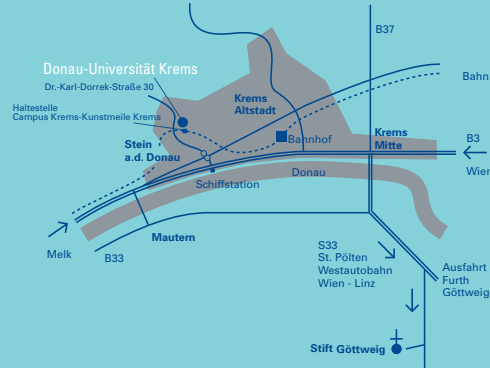 B37
Donau-Universität Krems
Bahn
Dr.-Karl-Dorrek-Straße 30
Krems
Altstadt
Haltestelle
Campus Krems-Kunstmeile Krems
Bahnhof
Krems
Mitte
B3
Stein
a.d. Donau
Wien
Donau
Schiffstation
Mautern
Melk
B33
S33
St. Pölten
Westautobahn
Wien - Linz
Ausfahrt
Furth
Göttweig
Stift Göttweig